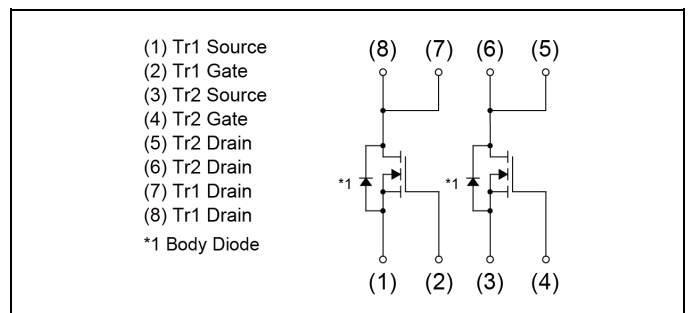 (1) Tr1 Source
(2) Tr1 Gate
(3) Tr2 Source
(4) Tr2 Gate
(5) Tr2 Drain
(6) Tr2 Drain
(7) Tr1 Drain
(8) Tr1 Drain
*1 Body Diode
(8) (7) (6) (5)
*1 *1
(1) (2) (3) (4)